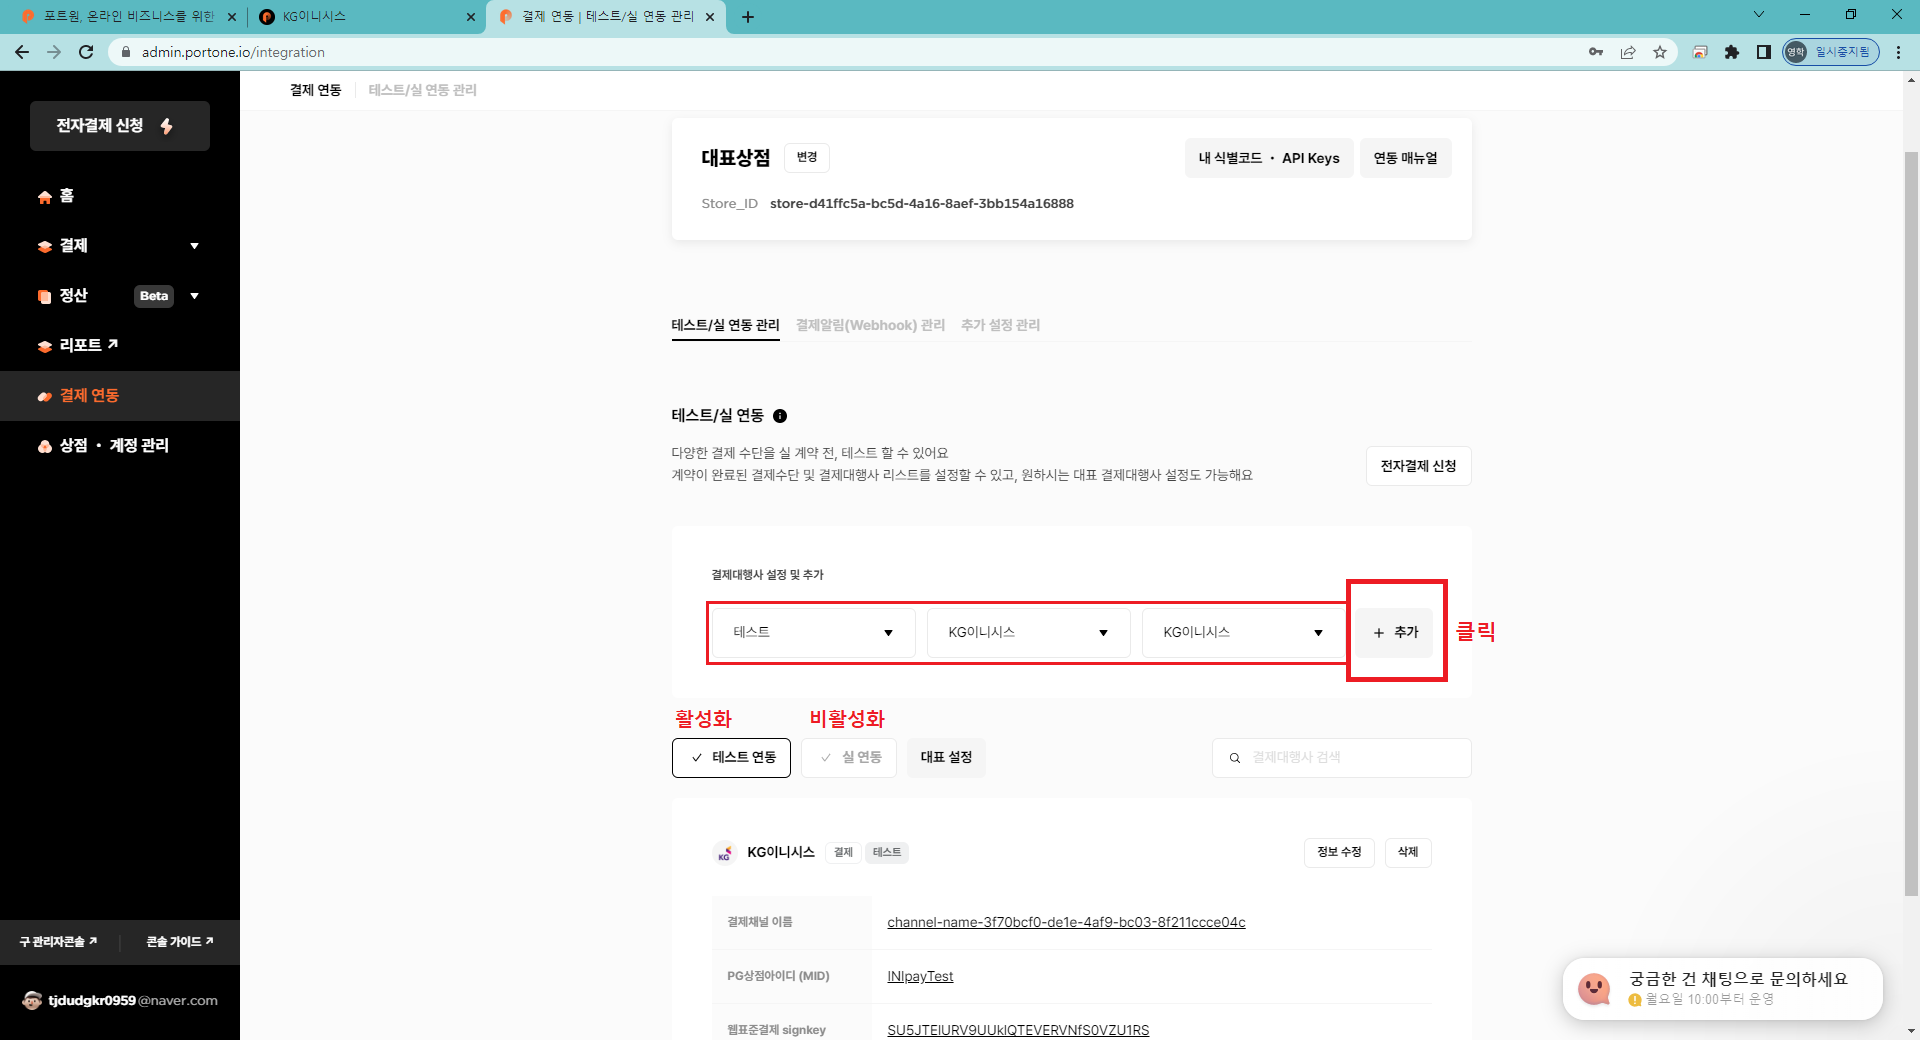 포트원, 온라인 비즈니스를 위한
KG이니시스
결제 연동 | 테스트/실 연동 관리
admin.portone.io/integration
영학
일시중지됨
전자결제 신청
홈
결제
정산
Beta
리포트
결제 연동
상점 · 계정 관리
구 관리자콘솔
콘솔 가이드
tjdudgkr0959@naver.com
결제 연동
테스트/실 연동 관리
대표상점
변경
내 식별코드 · API Keys
연동 매뉴얼
Store_ID
store-d41ffc5a-bc5d-4a16-8aef-3bb154a16888
테스트/실 연동 관리
결제알림(Webhook) 관리
추가 설정 관리
테스트/실 연동
다양한 결제 수단을 실 계약 전, 테스트 할 수 있어요
계약이 완료된 결제수단 및 결제대행사 리스트를 설정할 수 있고, 원하시는 대표 결제대행사 설정도 가능해요
전자결제 신청
결제대행사 설정 및 추가
테스트
KG이니시스
KG이니시스
+ 추가
클릭
활성화
비활성화
테스트 연동
실 연동
대표 설정
결제대행사 검색
KG
KG이니시스
결제
테스트
정보 수정
삭제
결제채널 이름
channel-name-3f70bcf0-de1e-4af9-bc03-8f211ccce04c
PG상점아이디 (MID)
INIpayTest
웹표준결제 signkey
SU5JTElURV9UUklQTEVERVNfS0VZU1RS
궁금한 건 채팅으로 문의하세요
월요일 10:00부터 운영